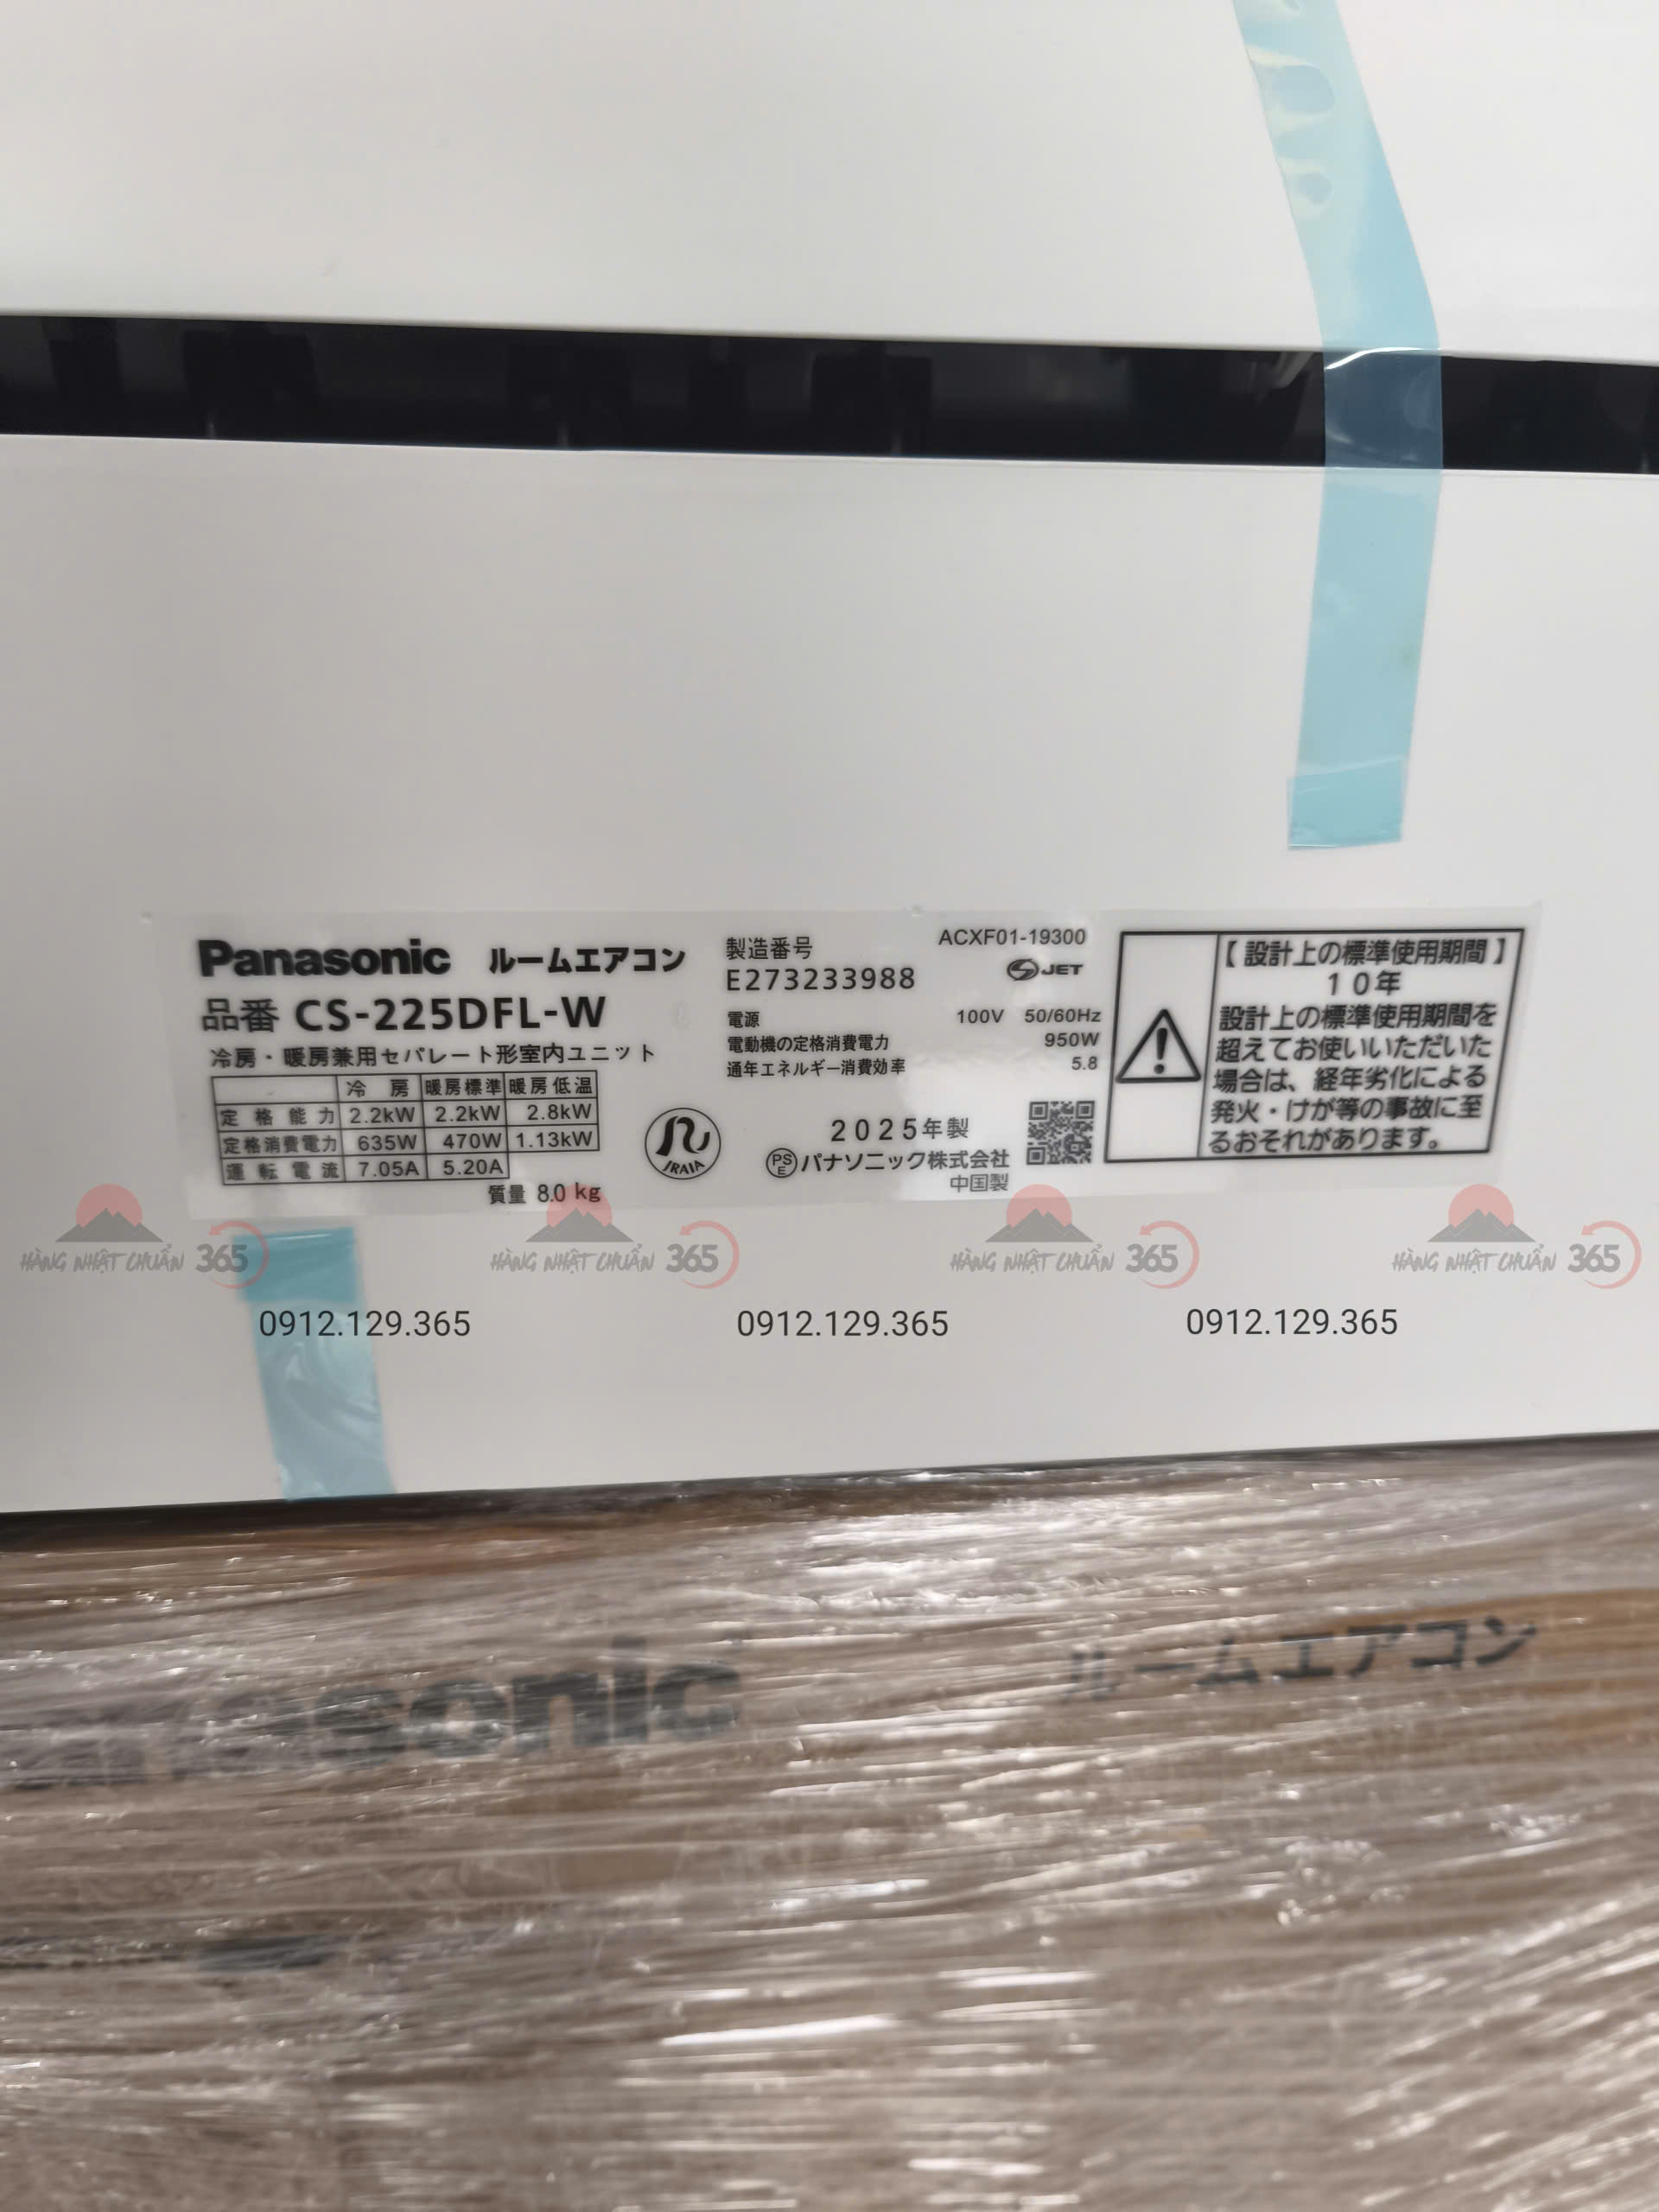 Panasonic ルームエアコン
品番 CS-225DFL-W
冷房・暖房兼用セパレート形室内ユニット
冷房 暖房標準 暖房低温
定格能力 2.2kW 2.2kW 2.8kW
定格消費電力 635W 470W 1.13kW
運転電流 7.05A 5.20A
質量 8.0 kg
JRAIA
製造番号 ACXF01-19300
E273233988 JET
電源 100V 50/60Hz
電動機の定格消費電力 950W
通年エネルギー消費効率 5.8
2025年製
PSE パナソニック株式会社
中国製
【設計上の標準使用期間】
10年
設計上の標準使用期間を
超えてお使いいただいた
場合は、経年劣化による
発火・けが等の事故に至
るおそれがあります。
HÀNG NHẬT CHUẨN 365 HÀNG NHẬT CHUẨN 365 HÀNG NHẬT CHUẨN 365 HÀNG NHẬT CHUẨN 365
0912.129.365 0912.129.365 0912.129.365
Panasonic ルームエアコン